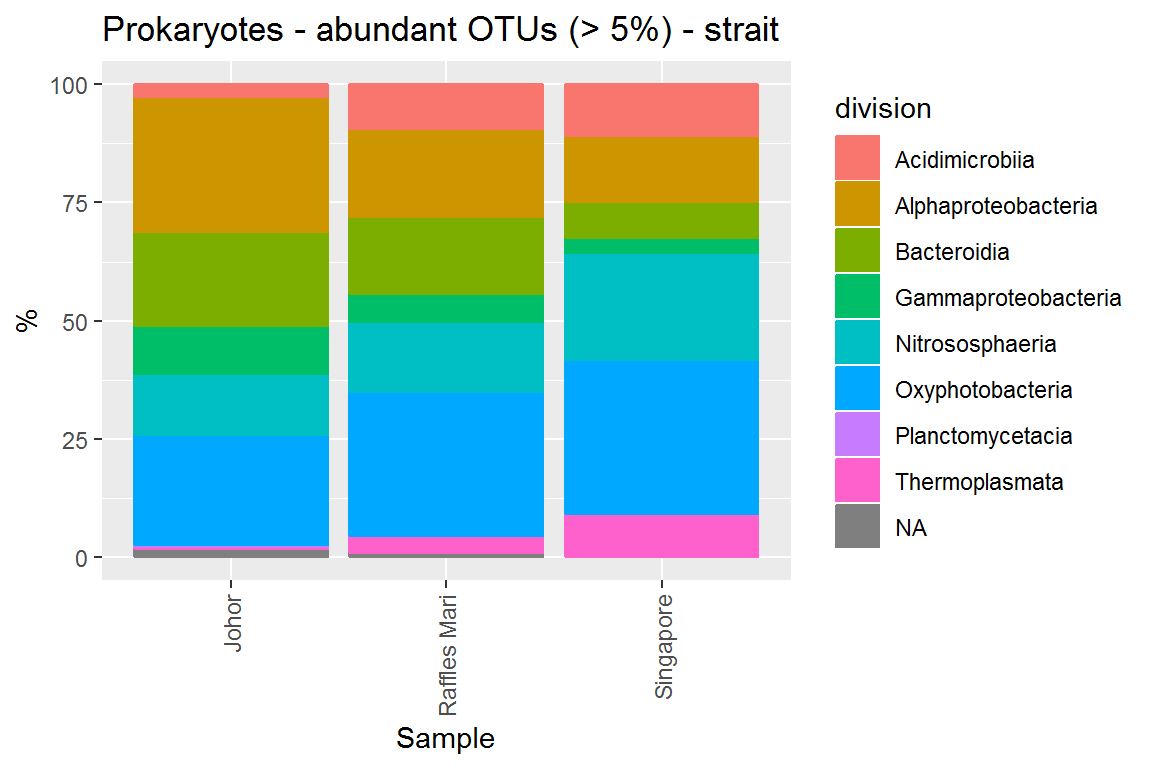 Prokaryotes - abundant OTUs (> 5%) - strait
100
75
50
25
0
%
Johor
Raffles Mari
Singapore
Sample
division
Acidimicrobiia
Alphaproteobacteria
Bacteroidia
Gammaproteobacteria
Nitrososphaeria
Oxyphotobacteria
Planctomycetacia
Thermoplasmata
NA